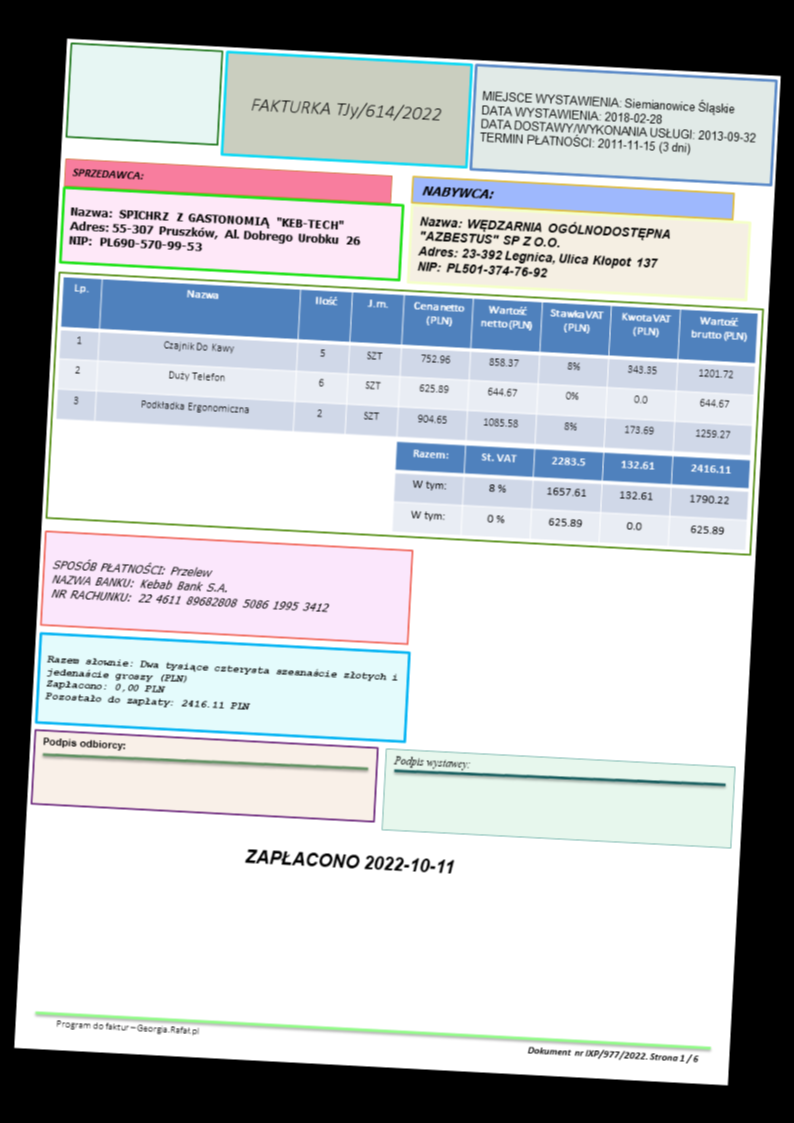 FAKTURKA TJy/614/2022
MIEJSCE WYSTAWIENIA: Siemianowice Śląskie
DATA WYSTAWIENIA: 2018-02-28
DATA DOSTAWY/WYKONANIA USŁUGI: 2013-09-32
TERMIN PŁATNOŚCI: 2011-11-15 (3 dni)
SPRZEDAWCA:
Nazwa: SPICHRZ Z GASTONOMIĄ "KEB-TECH"
Adres: 55-307 Pruszków, Al. Dobrego Urobku 26
NIP: PL690-570-99-53
NABYWCA:
Nazwa: WĘDZARNIA OGÓLNODOSTĘPNA
"AZBESTUS" SP Z O.O.
Adres: 23-392 Legnica, Ulica Kłopot 137
NIP: PL501-374-76-92
Lp. Nazwa Ilość J.m. Cena netto (PLN) Wartość netto (PLN) Stawka VAT (PLN) Kwota VAT (PLN) Wartość brutto (PLN)
1 Czajnik Do Kawy 5 SZT 752.96 858.37 8% 343.35 1201.72
2 Duży Telefon 6 SZT 625.89 644.67 0% 0.0 644.67
3 Podkładka Ergonomiczna 2 SZT 904.65 1085.58 8% 173.69 1259.27
Razem: St. VAT 2283.5 132.61 2416.11
W tym: 8 % 1657.61 132.61 1790.22
W tym: 0 % 625.89 0.0 625.89
SPOSÓB PŁATNOŚCI: Przelew
NAZWA BANKU: Kebab Bank S.A.
NR RACHUNKU: 22 4611 89682808 5086 1995 3412
Razem słownie: Dwa tysiące czterysta szesnaście złotych i
jedenaście groszy (PLN)
Zapłacono: 0,00 PLN
Pozostało do zapłaty: 2416.11 PLN
Podpis odbiorcy:
Podpis wystawcy:
ZAPŁACONO 2022-10-11
Program do faktur – Georgia.Rafał.pl
Dokument nr IXP/977/2022. Strona 1 / 6